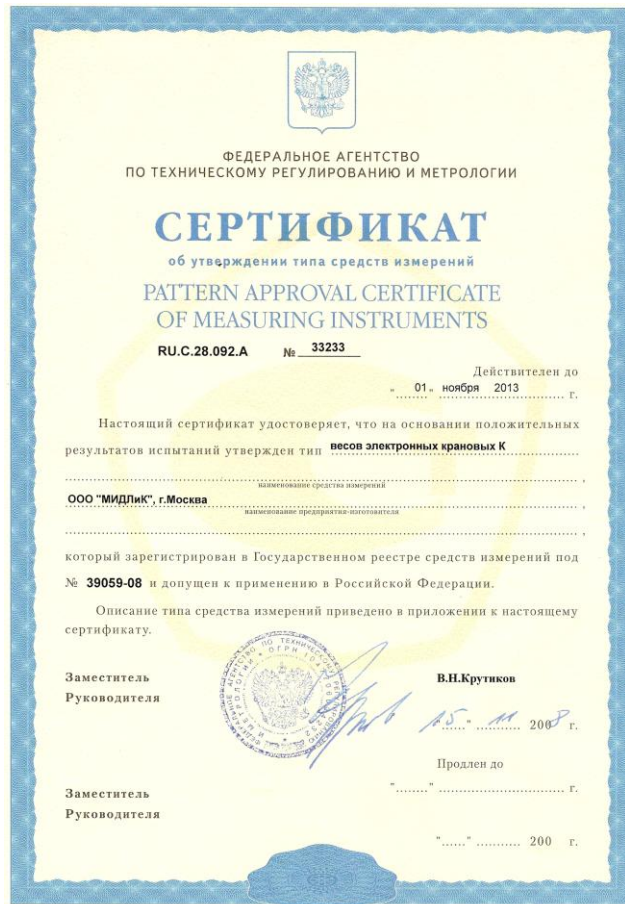 ФЕДЕРАЛЬНОЕ АГЕНТСТВО
ПО ТЕХНИЧЕСКОМУ РЕГУЛИРОВАНИЮ И МЕТРОЛОГИИ
СЕРТИФИКАТ
об утверждении типа средств измерений
PATTERN APPROVAL CERTIFICATE
OF MEASURING INSTRUMENTS
RU.C.28.092.A № 33233
Действителен до
" 01 " ноября 2013 г.
Настоящий сертификат удостоверяет, что на основании положительных
результатов испытаний утвержден тип весов электронных крановых К
наименование средства измерений
ООО "МИДЛиК", г.Москва
наименование предприятия-изготовителя
который зарегистрирован в Государственном реестре средств измерений под
№ 39059-08 и допущен к применению в Российской Федерации.
Описание типа средства измерений приведено в приложении к настоящему
сертификату.
Заместитель
Руководителя
В.Н.Крутиков
"15" 11 2008 г.
Продлен до
"........" .............................. г.
Заместитель
Руководителя
"......" ........... 200 г.